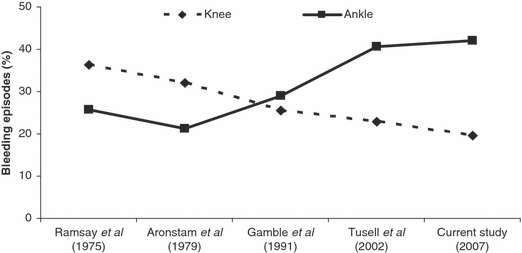 Knee Ankle
Bleeding episodes (%)
50
40
30
20
10
0
Ramsay et al Aronstam et al Gamble et al Tusell et al Current study
(1975) (1979) (1991) (2002) (2007)